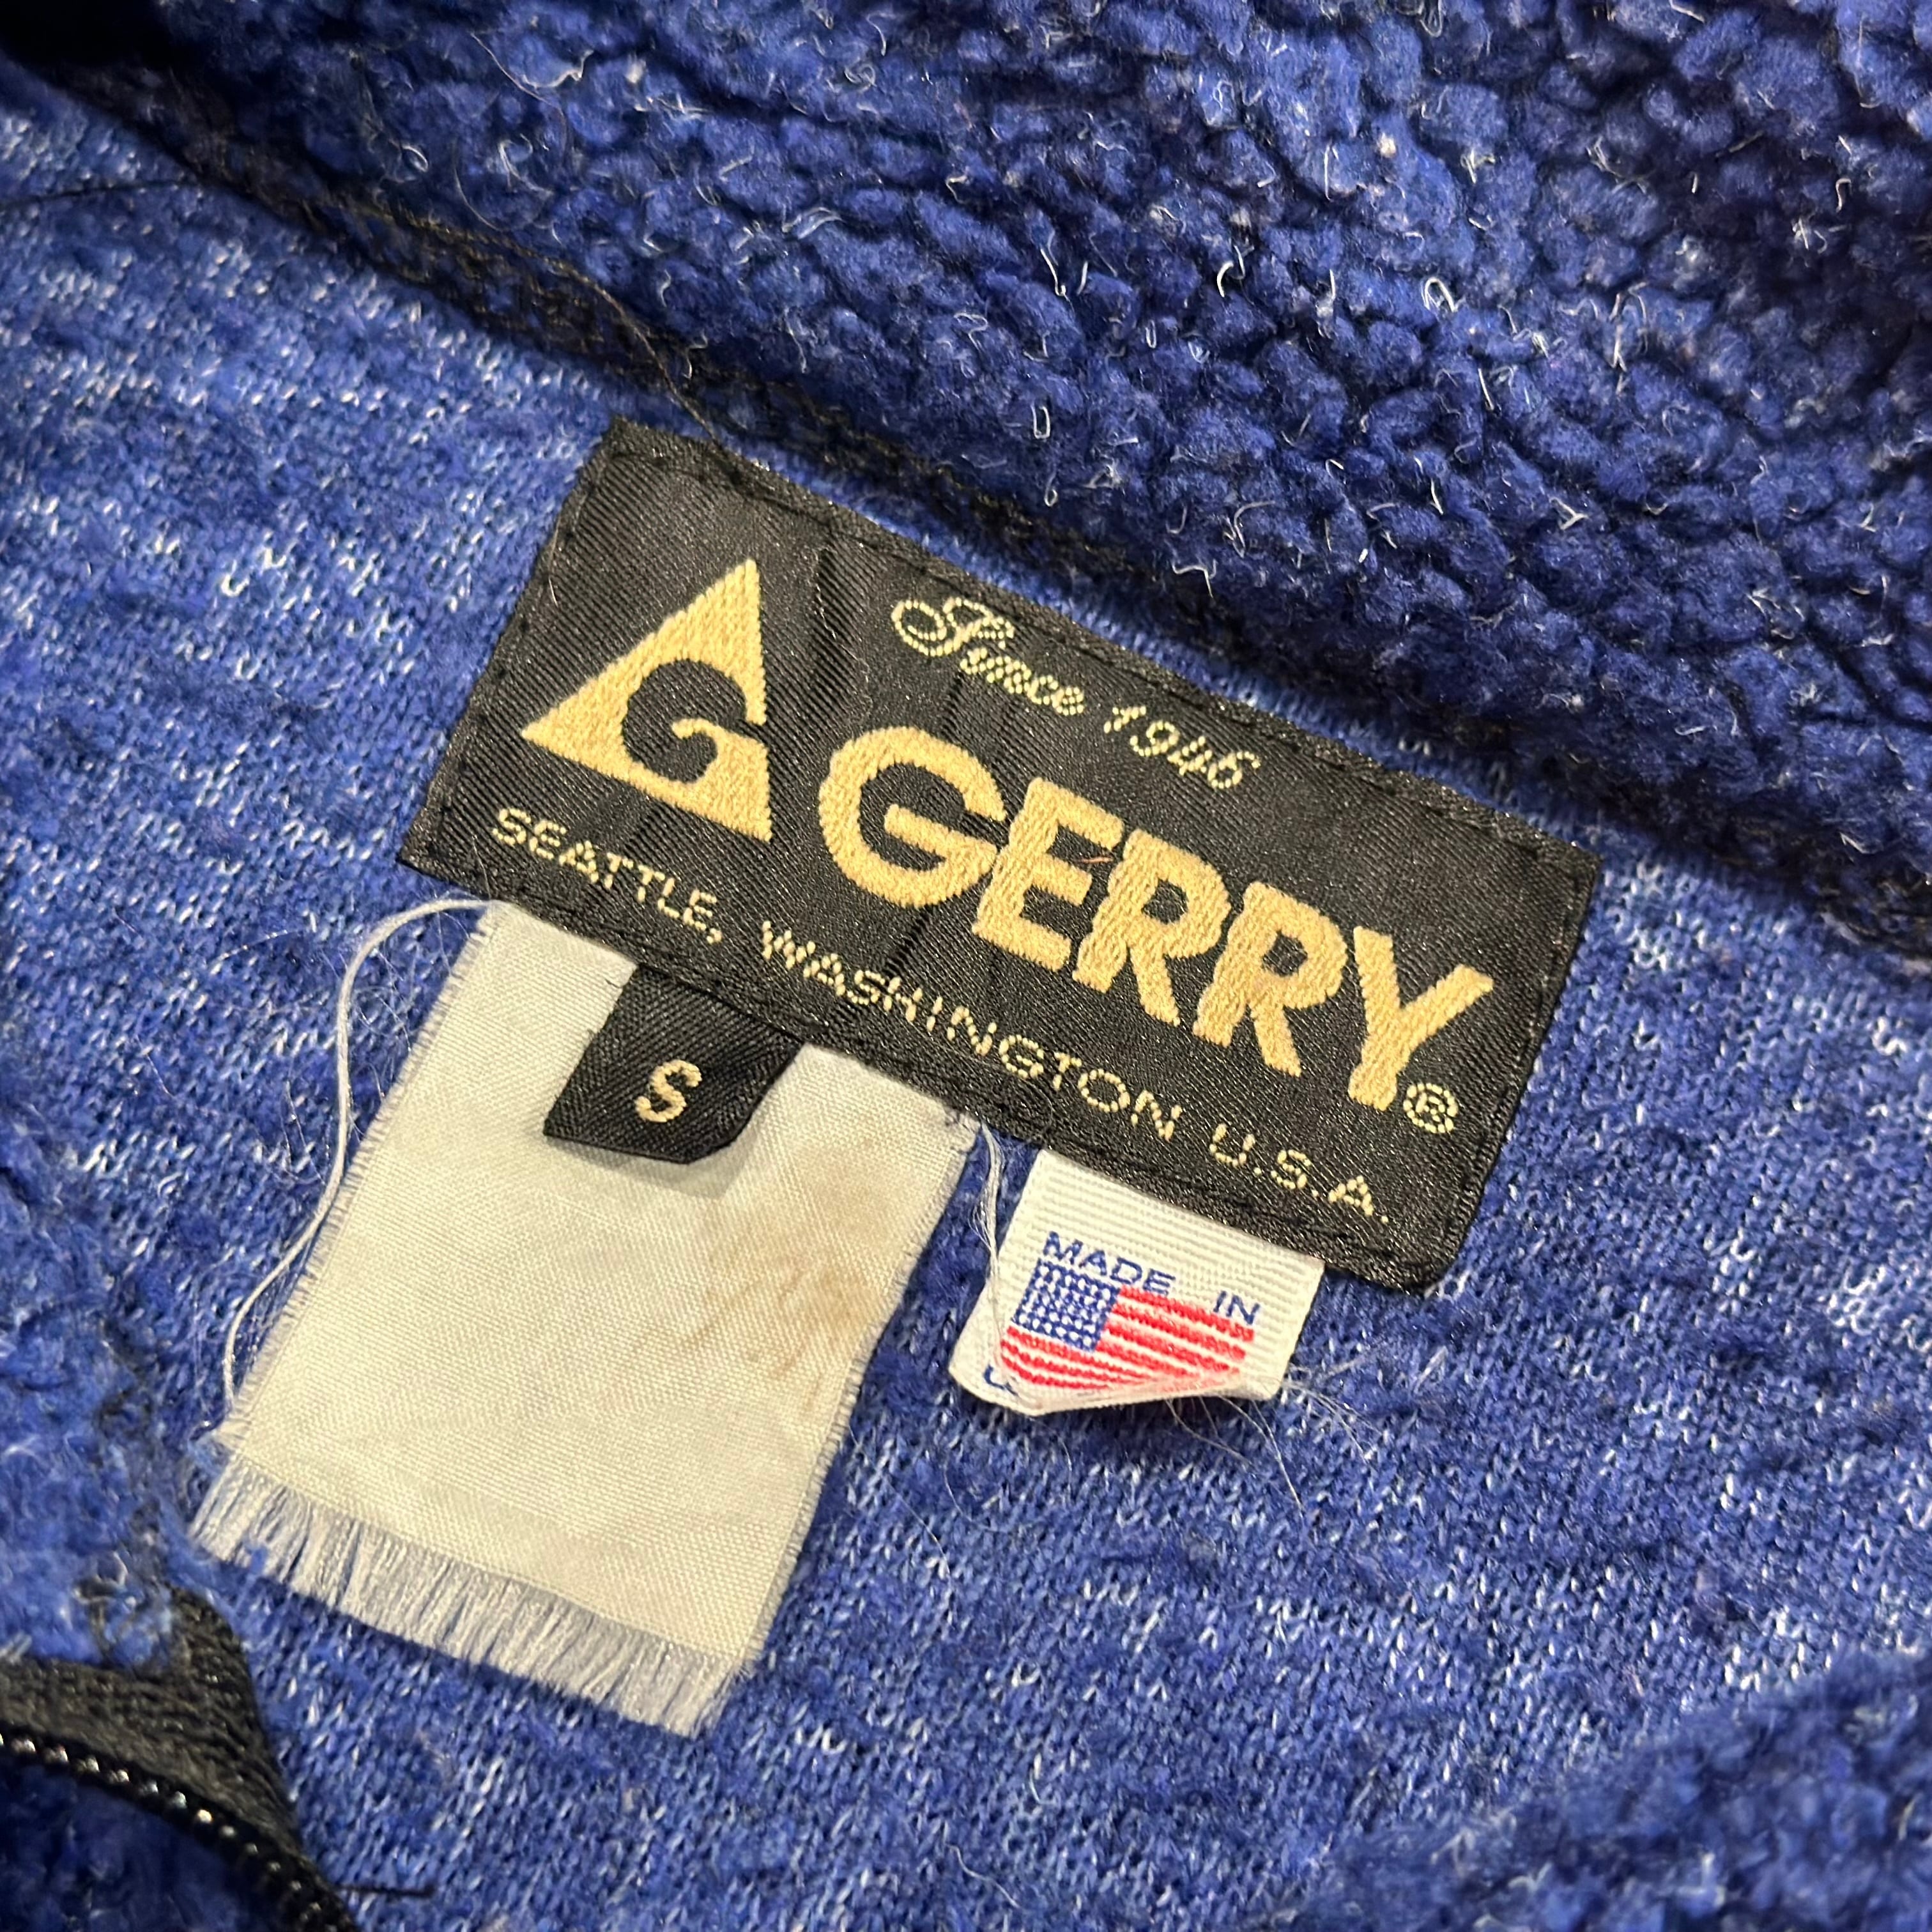 Since 1946
G GERRY®
SEATTLE, WASHINGTON U.S.A.
S
MADE IN